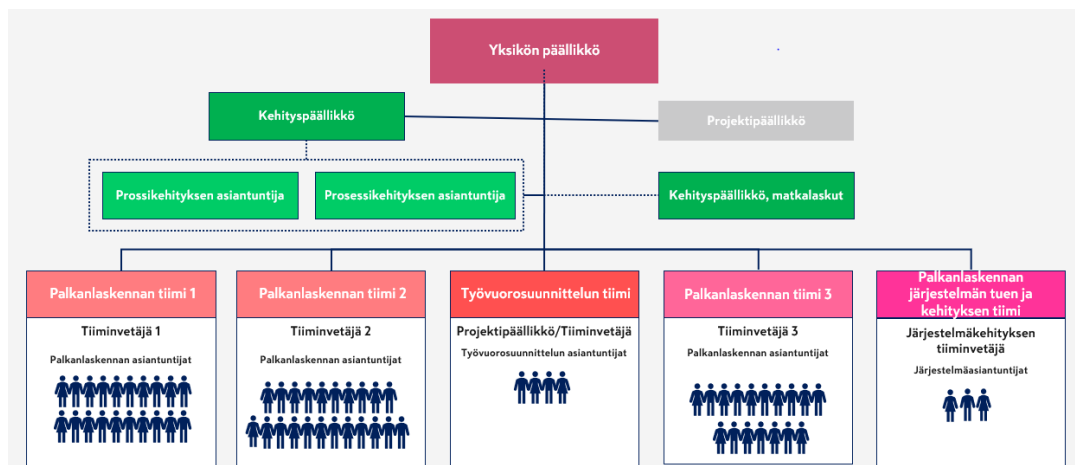 Yksikön päällikkö
Kehityspäällikkö
Projektipäällikkö
Prossikehityksen asiantuntija
Prosessikehityksen asiantuntija
Kehityspäällikkö, matkalaskut
Palkanlaskennan tiimi 1
Tiiminvetäjä 1
Palkanlaskennan asiantuntijat
Palkanlaskennan tiimi 2
Tiiminvetäjä 2
Palkanlaskennan asiantuntijat
Työvuorosuunnittelun tiimi
Projektipäällikkö/Tiiminvetäjä
Työvuorosuunnittelun asiantuntijat
Palkanlaskennan tiimi 3
Tiiminvetäjä 3
Palkanlaskennan asiantuntijat
Palkanlaskennan
järjestelmän tuen ja
kehityksen tiimi
Järjestelmäkehityksen
tiiminvetäjä
Järjestelmäasiantuntijat